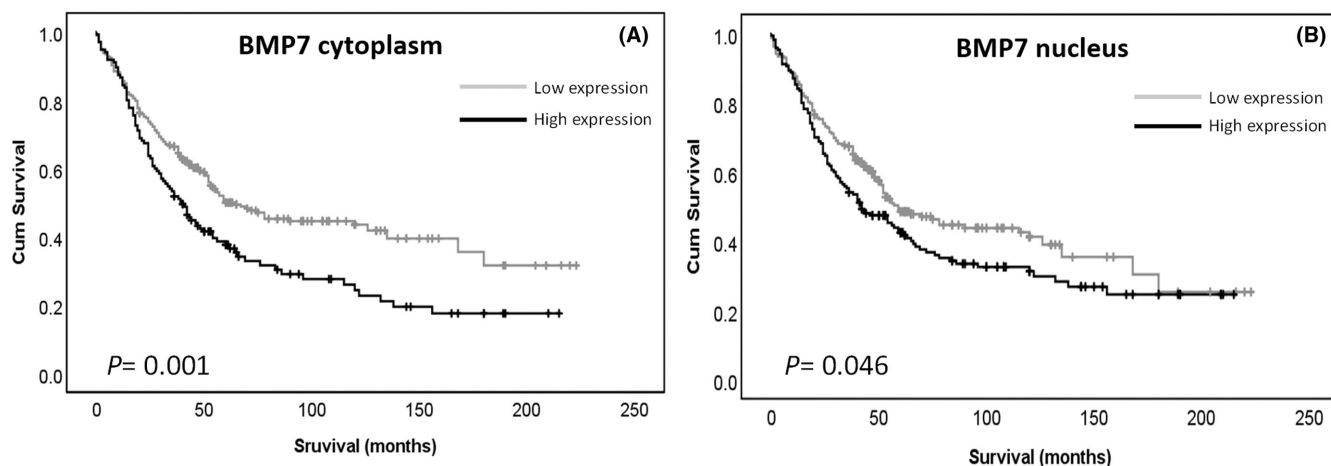 BMP7 cytoplasm
(A)
Low expression
High expression
Cum Survival
1.0
0.8
0.6
0.4
0.2
0.0
P= 0.001
0 50 100 150 200 250
Sruvival (months)
BMP7 nucleus
(B)
Low expression
High expression
Cum Survival
1.0
0.8
0.6
0.4
0.2
0.0
P= 0.046
0 50 100 150 200 250
Survival (months)